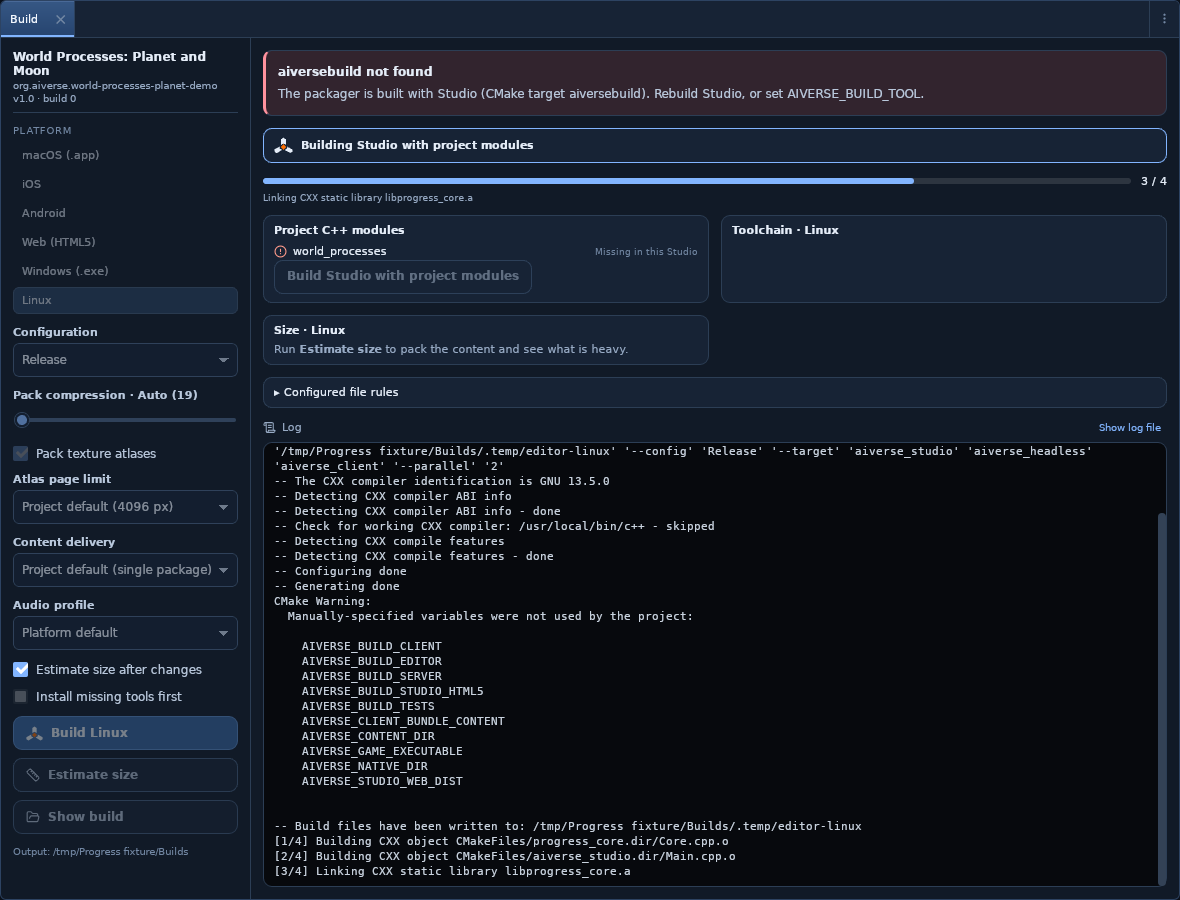 Build
World Processes: Planet and
Moon
org.aiverse.world-processes-planet-demo
v1.0 · build 0
PLATFORM
macOS (.app)
iOS
Android
Web (HTML5)
Windows (.exe)
Linux
Configuration
Release
Pack compression · Auto (19)
Pack texture atlases
Atlas page limit
Project default (4096 px)
Content delivery
Project default (single package)
Audio profile
Platform default
Estimate size after changes
Install missing tools first
Build Linux
Estimate size
Show build
Output: /tmp/Progress fixture/Builds
aiversebuild not found
The packager is built with Studio (CMake target aiversebuild). Rebuild Studio, or set AIVERSE_BUILD_TOOL.
Building Studio with project modules
3 / 4
Linking CXX static library libprogress_core.a
Project C++ modules
world_processes
Missing in this Studio
Build Studio with project modules
Toolchain · Linux
Size · Linux
Run Estimate size to pack the content and see what is heavy.
▸ Configured file rules
Log
Show log file
'/tmp/Progress fixture/Builds/.temp/editor-linux' '--config' 'Release' '--target' 'aiverse_studio' 'aiverse_headless'
'aiverse_client' '--parallel' '2'
-- The CXX compiler identification is GNU 13.5.0
-- Detecting CXX compiler ABI info
-- Detecting CXX compiler ABI info - done
-- Check for working CXX compiler: /usr/local/bin/c++ - skipped
-- Detecting CXX compile features
-- Detecting CXX compile features - done
-- Configuring done
-- Generating done
CMake Warning:
Manually-specified variables were not used by the project:
AIVERSE_BUILD_CLIENT
AIVERSE_BUILD_EDITOR
AIVERSE_BUILD_SERVER
AIVERSE_BUILD_STUDIO_HTML5
AIVERSE_BUILD_TESTS
AIVERSE_CLIENT_BUNDLE_CONTENT
AIVERSE_CONTENT_DIR
AIVERSE_GAME_EXECUTABLE
AIVERSE_NATIVE_DIR
AIVERSE_STUDIO_WEB_DIST
-- Build files have been written to: /tmp/Progress fixture/Builds/.temp/editor-linux
[1/4] Building CXX object CMakeFiles/progress_core.dir/Core.cpp.o
[2/4] Building CXX object CMakeFiles/aiverse_studio.dir/Main.cpp.o
[3/4] Linking CXX static library libprogress_core.a